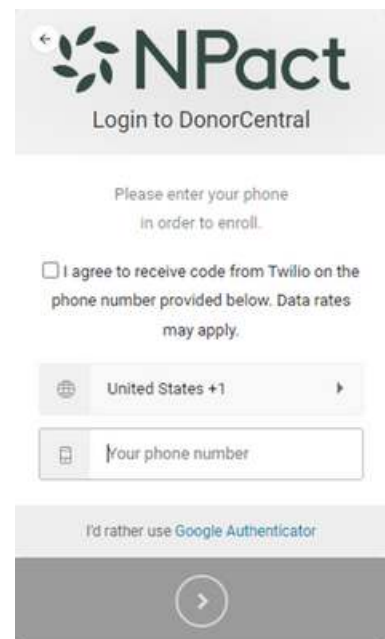 NPact
Login to DonorCentral
Please enter your phone
in order to enroll.
I agree to receive code from Twilio on the
phone number provided below. Data rates
may apply.
United States +1
Your phone number
I'd rather use Google Authenticator